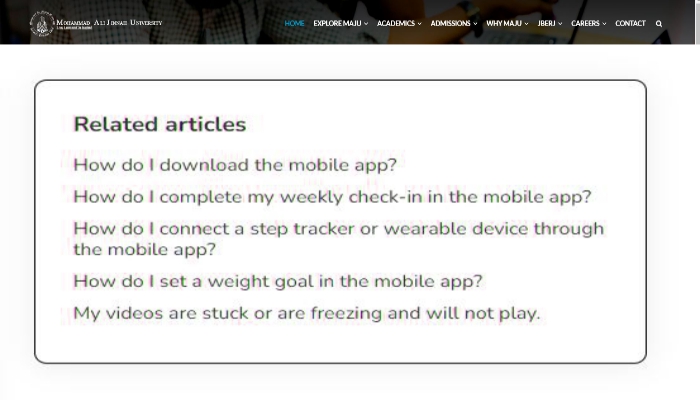 Mohammad Ali Jinnah University
HOME EXPLORE MAJU ACADEMICS ADMISSIONS WHY MAJU JBERJ CAREERS CONTACT
Related articles
How do I download the mobile app?
How do I complete my weekly check-in in the mobile app?
How do I connect a step tracker or wearable device through
the mobile app?
How do I set a weight goal in the mobile app?
My videos are stuck or are freezing and will not play.